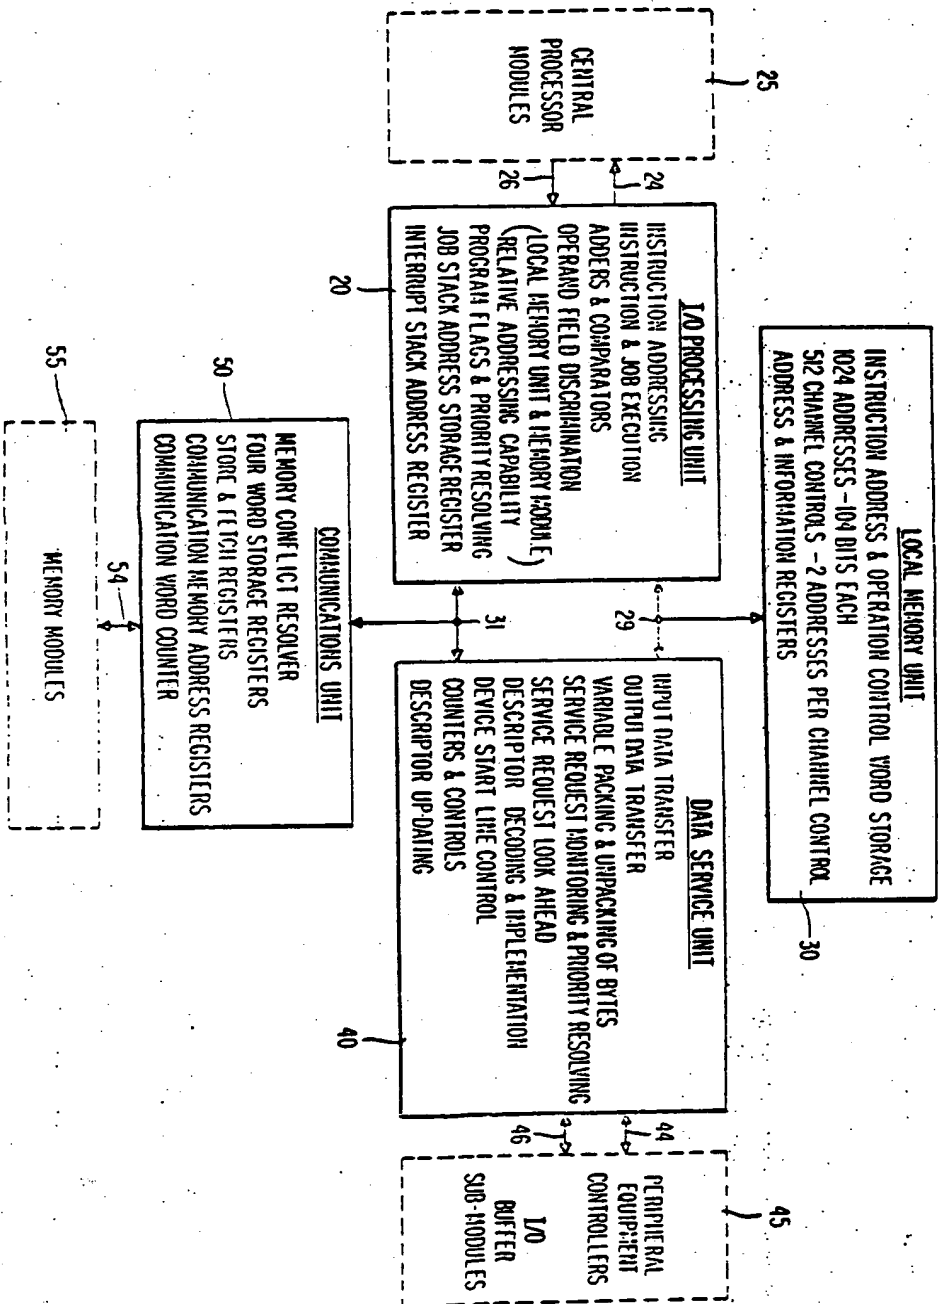 LOCAL MEMORY UNIT
INSTRUCTION ADDRESS & OPERATION CONTROL WORD STORAGE
1024 ADDRESSES - 104 BITS EACH
512 CHANNEL CONTROLS - 2 ADDRESSES PER CHANNEL CONTROL
ADDRESS & INFORMATION REGISTERS
30
25
CENTRAL
PROCESSOR
MODULES
24
26
I/O PROCESSING UNIT
INSTRUCTION ADDRESSING
INSTRUCTION & JOB EXECUTION
ADDERS & COMPARATORS
OPERAND FIELD DISCRIMINATION
(LOCAL MEMORY UNIT & MEMORY MODULE)
(RELATIVE ADDRESSING CAPABILITY)
PROGRAM FLAGS & PRIORITY RESOLVING
JOB STACK ADDRESS STORAGE REGISTER
INTERRUPT STACK ADDRESS REGISTER
20
29
31
DATA SERVICE UNIT
INPUT DATA TRANSFER
OUTPUT DATA TRANSFER
VARIABLE PACKING & UNPACKING OF BYTES
SERVICE REQUEST MONITORING & PRIORITY RESOLVING
SERVICE REQUEST LOOK AHEAD
DESCRIPTOR DECODING & IMPLEMENTATION
DEVICE START LINE CONTROL
COUNTERS & CONTROLS
DESCRIPTOR UP-DATING
40
44
46
45
PERIPHERAL
EQUIPMENT
CONTROLLERS
I/O
BUFFER
SUB-MODULES
50
COMMUNICATIONS UNIT
MEMORY CONFLICT RESOLVER
FOUR WORD STORAGE REGISTERS
STORE & FETCH REGISTERS
COMMUNICATION MEMORY ADDRESS REGISTERS
COMMUNICATION WORD COUNTER
54
55
MEMORY MODULES